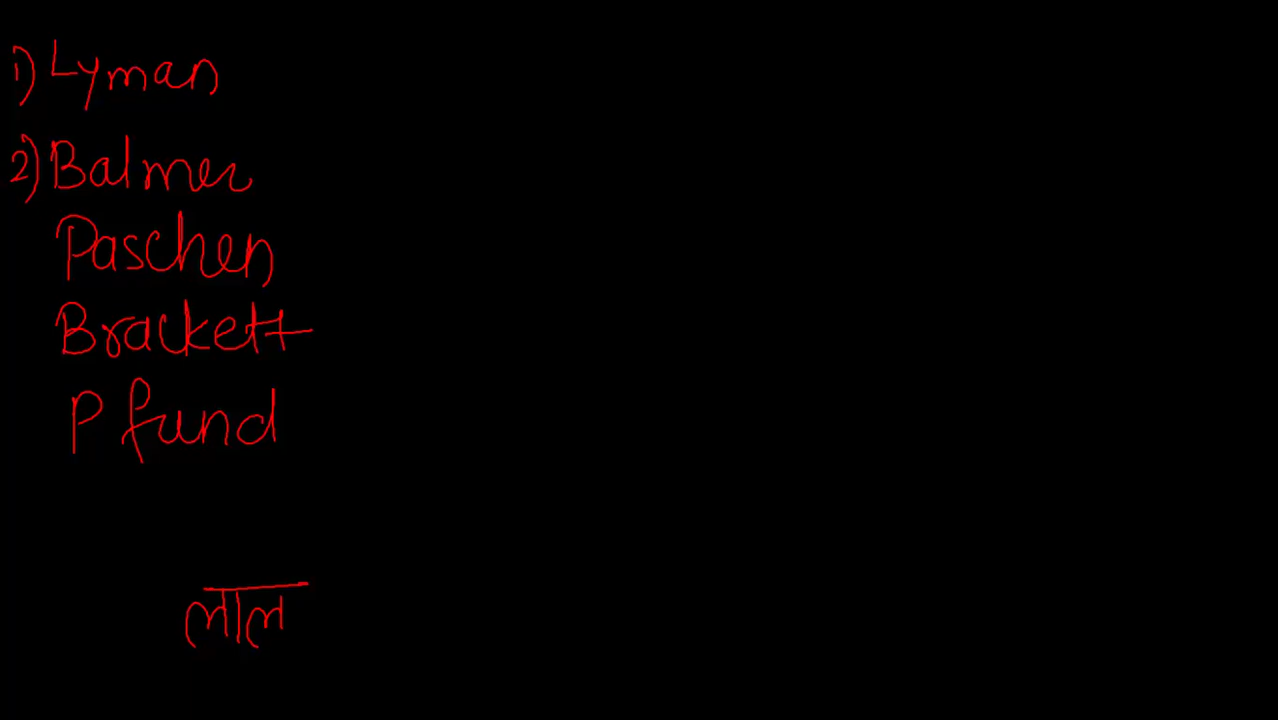 1) Lyman
2) Balmer
Paschen
Brackett
Pfund
লাল